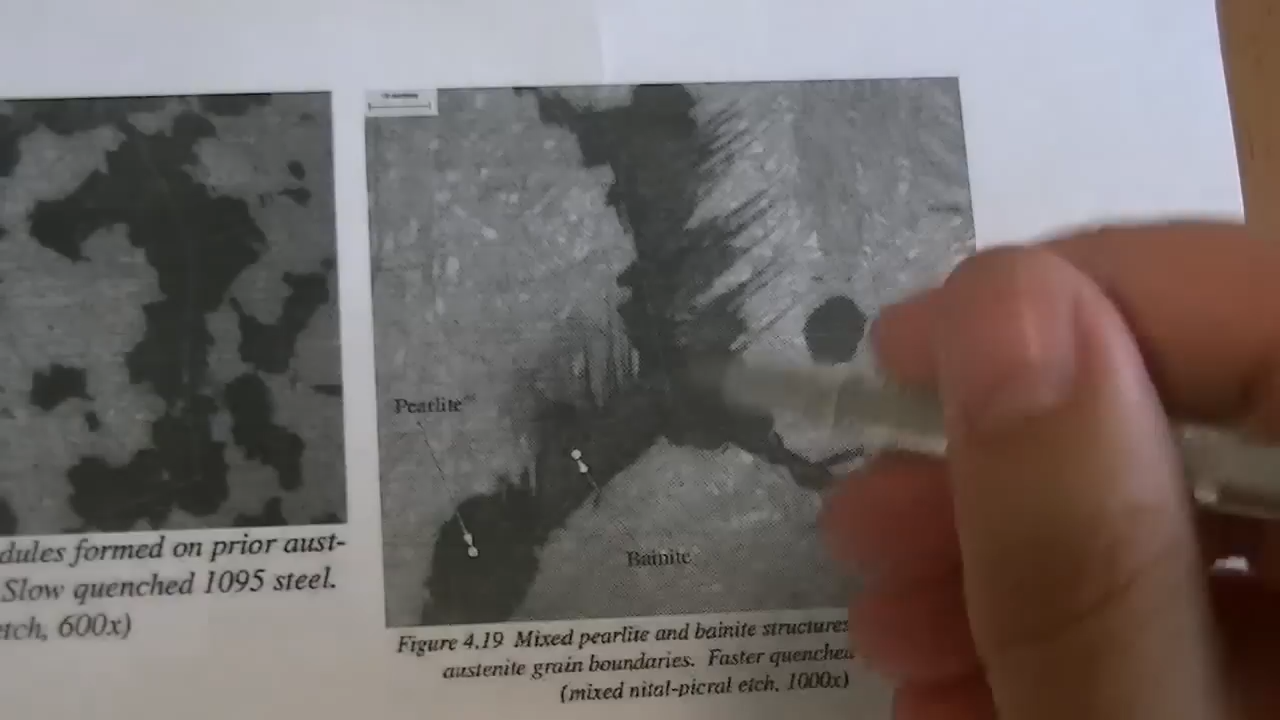 Pearlite
Bainite
dules formed on prior aust-
Slow quenched 1095 steel.
etch, 600x)
Figure 4.19 Mixed pearlite and bainite structures
austenite grain boundaries. Faster quenched
(mixed nital-picral etch, 1000x)